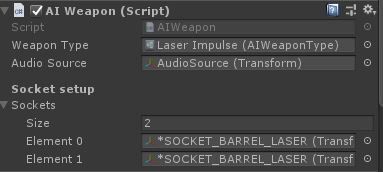 AI Weapon (Script)
Script AIWeapon
Weapon Type Laser Impulse (AIWeaponType)
Audio Source AudioSource (Transform)
Socket setup
Sockets
Size 2
Element 0 *SOCKET_BARREL_LASER (Transf
Element 1 *SOCKET_BARREL_LASER (Transf